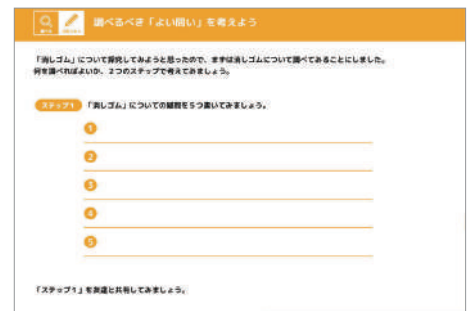 調べるべき「よい問い」を考えよう
「消しゴム」について探究してみようと思ったので、まずは消しゴムについて調べてみることにしました。
何を調べればよいか、2つのステップで考えてみましょう。
ステップ1 「消しゴム」についての疑問を5つ書いてみましょう。
1
2
3
4
5
「ステップ1」を友達と共有してみましょう。